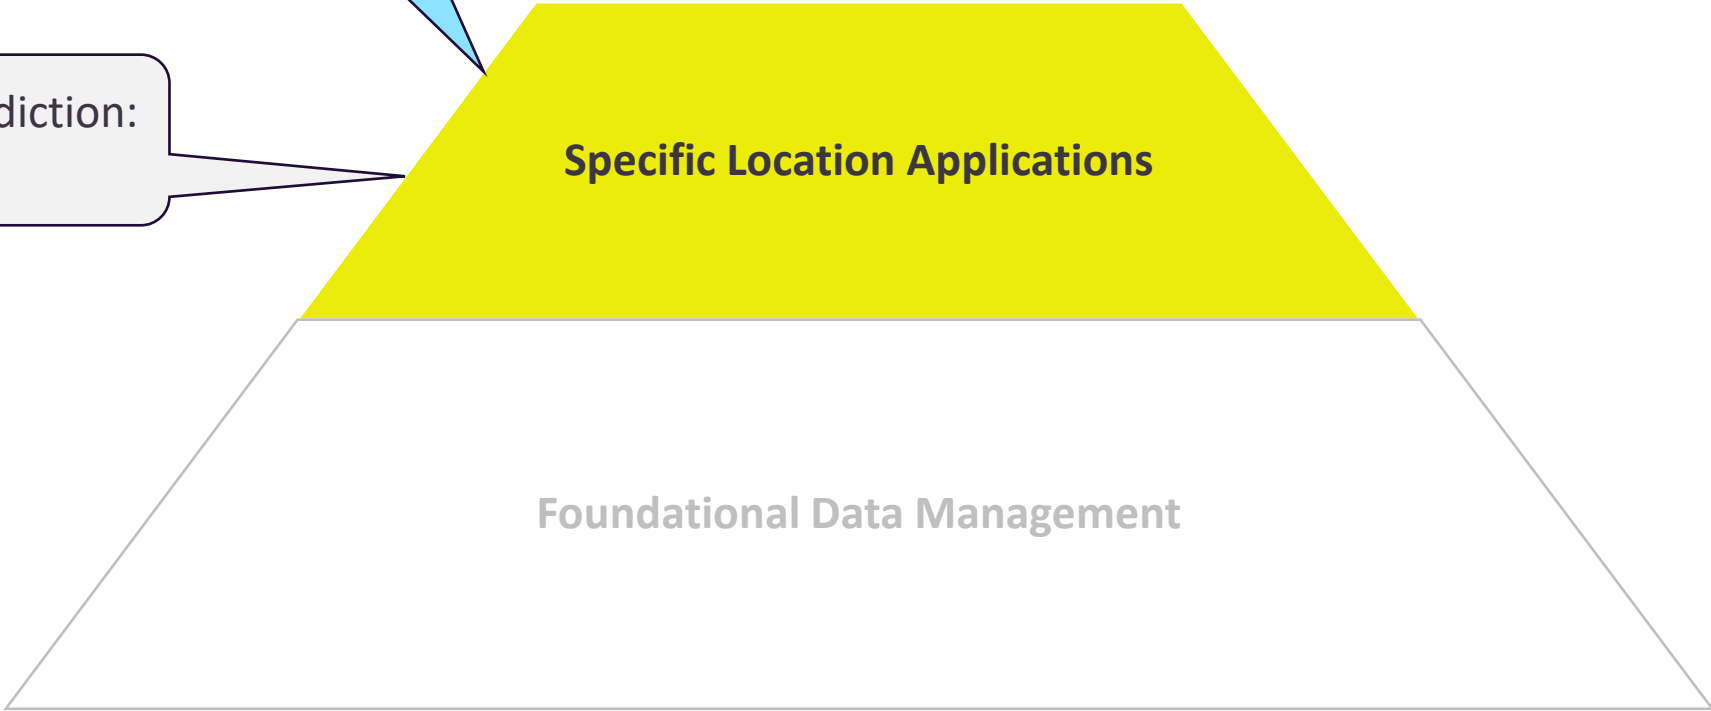 diction:
Specific Location Applications
Foundational Data Management